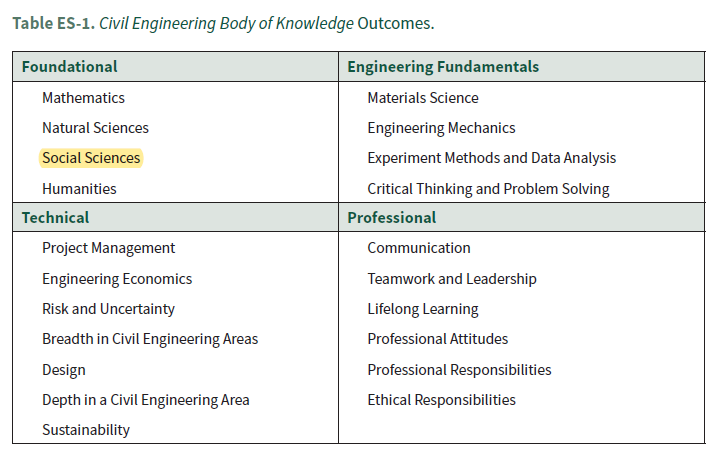 Table ES-1. Civil Engineering Body of Knowledge Outcomes.
Foundational
Mathematics
Natural Sciences
Social Sciences
Humanities
Engineering Fundamentals
Materials Science
Engineering Mechanics
Experiment Methods and Data Analysis
Critical Thinking and Problem Solving
Technical
Project Management
Engineering Economics
Risk and Uncertainty
Breadth in Civil Engineering Areas
Design
Depth in a Civil Engineering Area
Sustainability
Professional
Communication
Teamwork and Leadership
Lifelong Learning
Professional Attitudes
Professional Responsibilities
Ethical Responsibilities